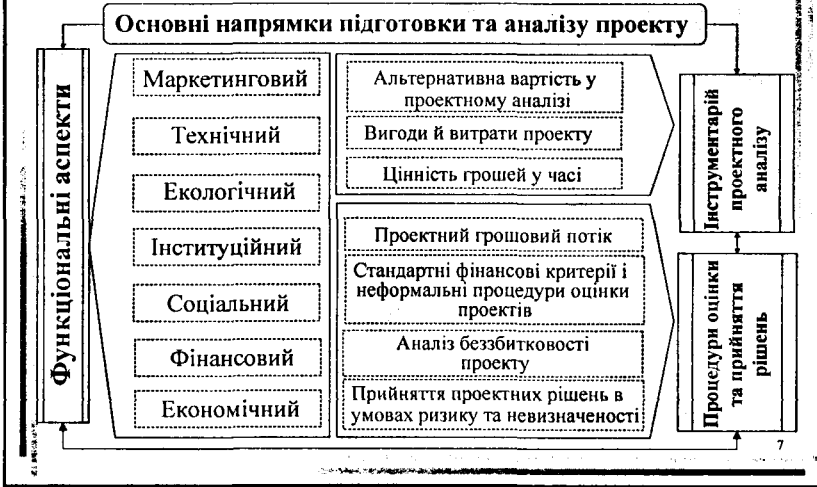 Основні напрямки підготовки та аналізу проекту
Функціональні аспекти
Маркетинговий
Технічний
Екологічний
Інституційний
Соціальний
Фінансовий
Економічний
Альтернативна вартість у
проектному аналізі
Вигоди й витрати проекту
Цінність грошей у часі
Проектний грошовий потік
Стандартні фінансові критерії і
неформальні процедури оцінки
проектів
Аналіз беззбитковості
проекту
Прийняття проектних рішень в
умовах ризику та невизначеності
Інструментарій
проектного
аналізу
Процедури оцінки
та прийняття
рішень
7